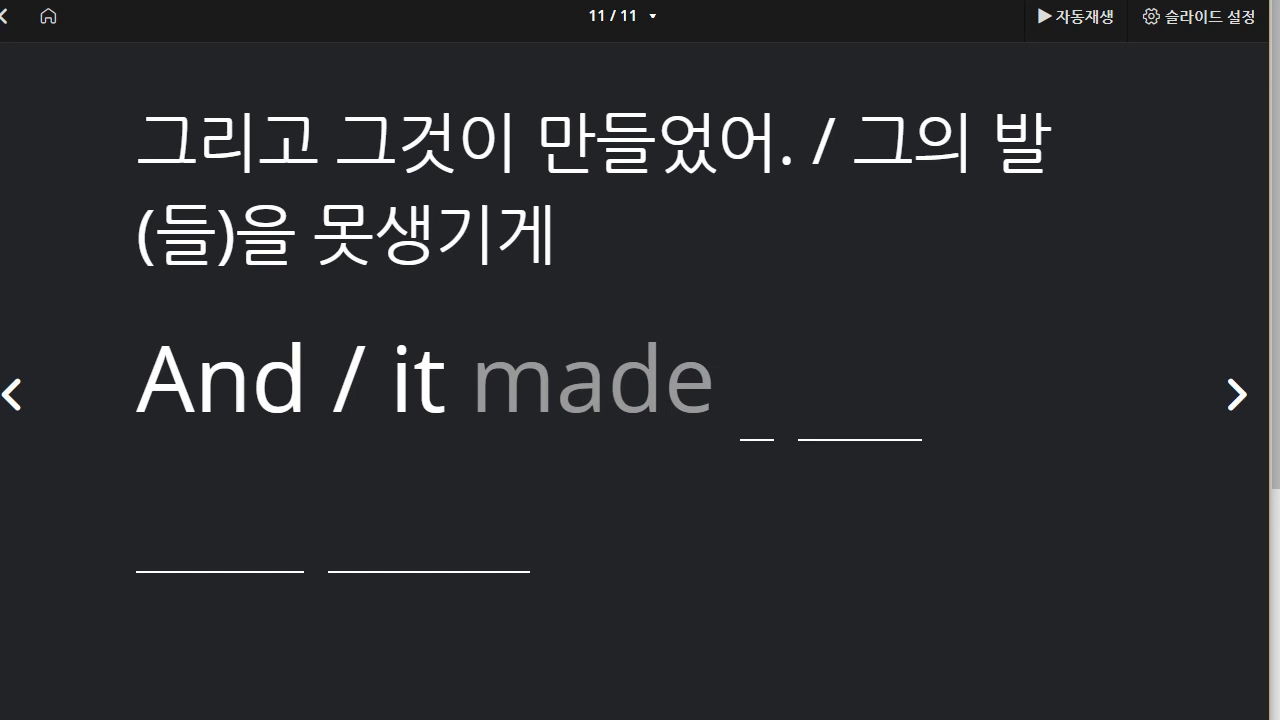 11 / 11
자동재생
슬라이드 설정
그리고 그것이 만들었어. / 그의 발
(들)을 못생기게
And / it made